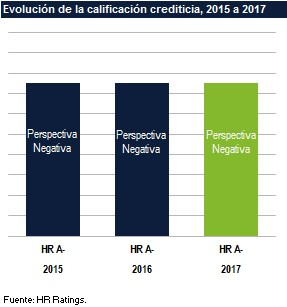 Evolución de la calificación crediticia, 2015 a 2017
Perspectiva
Negativa
Perspectiva
Negativa
Perspectiva
Negativa
HR A-
HR A-
HR A-
2015
2016
2017
Fuente: HR Ratings.